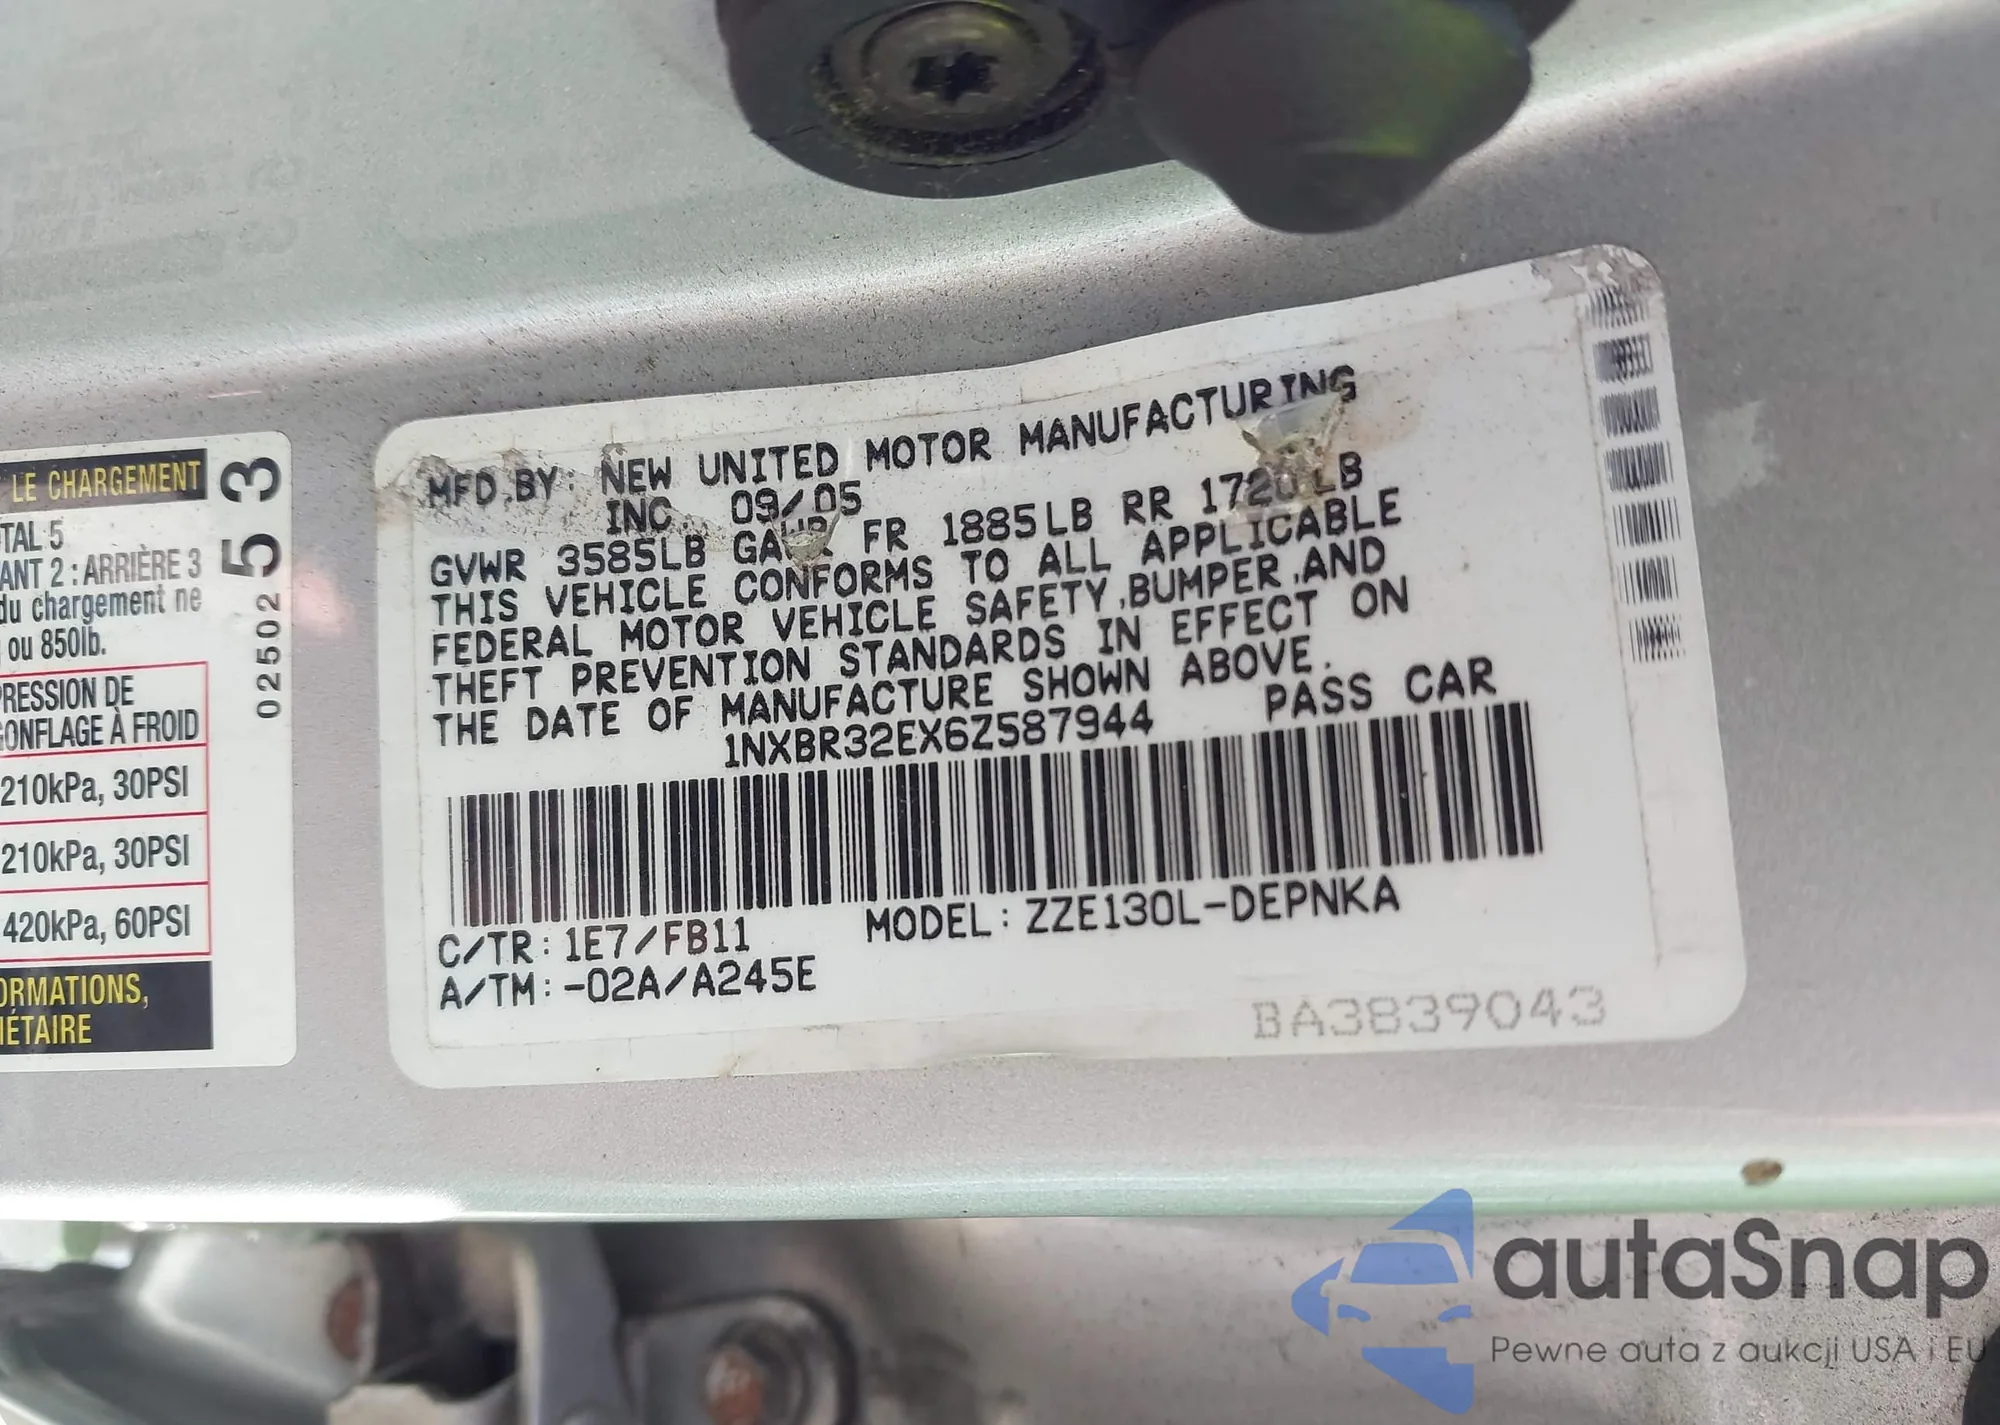 LE CHARGEMENT
TAL 5
ANT 2 : ARRIÈRE 3
du chargement ne
ou 850lb.
PRESSION DE
GONFLAGE À FROID
210kPa, 30PSI
210kPa, 30PSI
420kPa, 60PSI
ORMATIONS,
IÉTAIRE
02502 53
MFD.BY: NEW UNITED MOTOR MANUFACTURING
INC. 09/05
GVWR 3585LB GAWR FR 1885LB RR 1720LB
THIS VEHICLE CONFORMS TO ALL APPLICABLE
FEDERAL MOTOR VEHICLE SAFETY,BUMPER,AND
THEFT PREVENTION STANDARDS IN EFFECT ON
THE DATE OF MANUFACTURE SHOWN ABOVE.
1NXBR32EX6Z587944 PASS CAR
C/TR: 1E7/FB11 MODEL: ZZE130L-DEPNKA
A/TM: -02A/A245E
BA3839043
autaSnap
Pewne auta z aukcji USA i EU